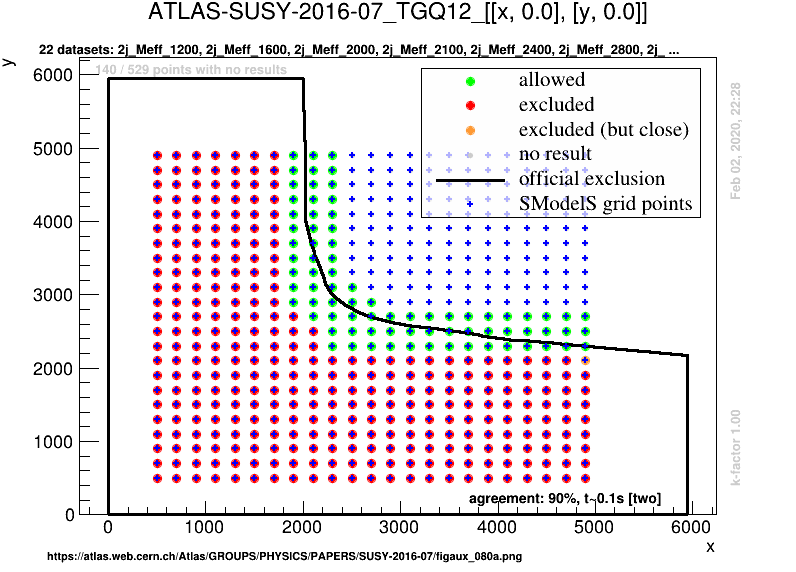 ATLAS-SUSY-2016-07_TGQ12_[[x, 0.0], [y, 0.0]]
22 datasets: 2j_Meff_1200, 2j_Meff_1600, 2j_Meff_2000, 2j_Meff_2100, 2j_Meff_2400, 2j_Meff_2800, 2j_ ...
y
140 / 529 points with no results
allowed
excluded
excluded (but close)
no result
official exclusion
SModelS grid points
6000
5000
4000
3000
2000
1000
0
Feb 02, 2020, 22:28
k-factor 1.00
agreement: 90%, t~0.1s [two]
0 1000 2000 3000 4000 5000 6000
x
https://atlas.web.cern.ch/Atlas/GROUPS/PHYSICS/PAPERS/SUSY-2016-07/figaux_080a.png